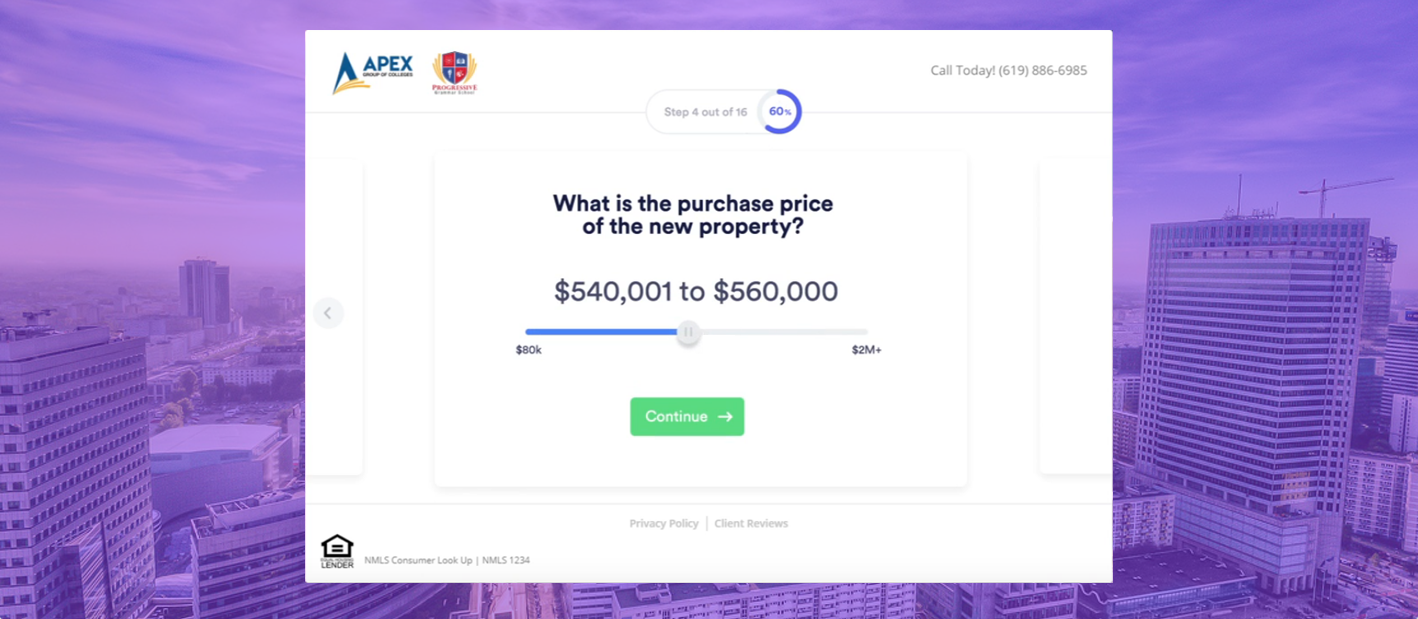 APEX
GROUP OF COLLEGES
PROGRESSIVE
Grammar School
Call Today! (619) 886-6985
Step 4 out of 16
60%
What is the purchase price
of the new property?
$540,001 to $560,000
$80k
$2M+
Continue
Privacy Policy | Client Reviews
EQUAL HOUSING
LENDER
NMLS Consumer Look Up | NMLS 1234